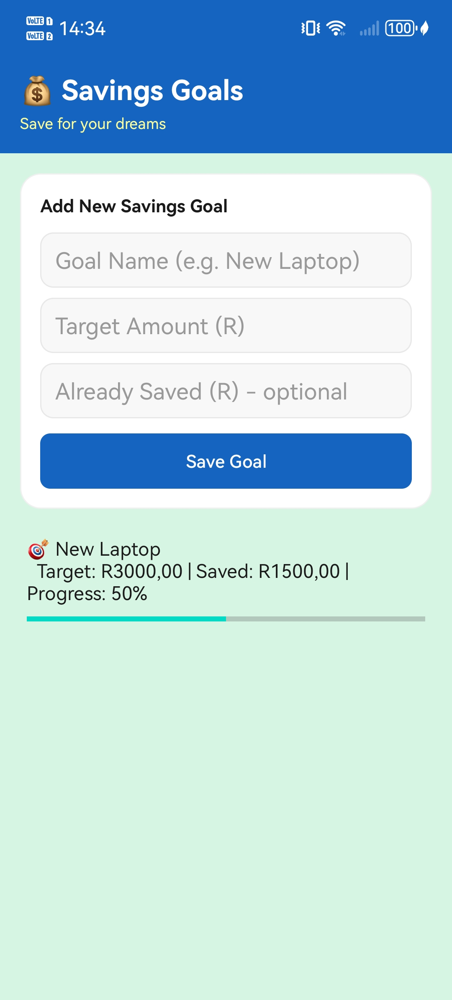 VoLTE 1
VoLTE 2
14:34
100
Savings Goals
Save for your dreams
Add New Savings Goal
Goal Name (e.g. New Laptop)
Target Amount (R)
Already Saved (R) - optional
Save Goal
New Laptop
Target: R3000,00 | Saved: R1500,00 |
Progress: 50%